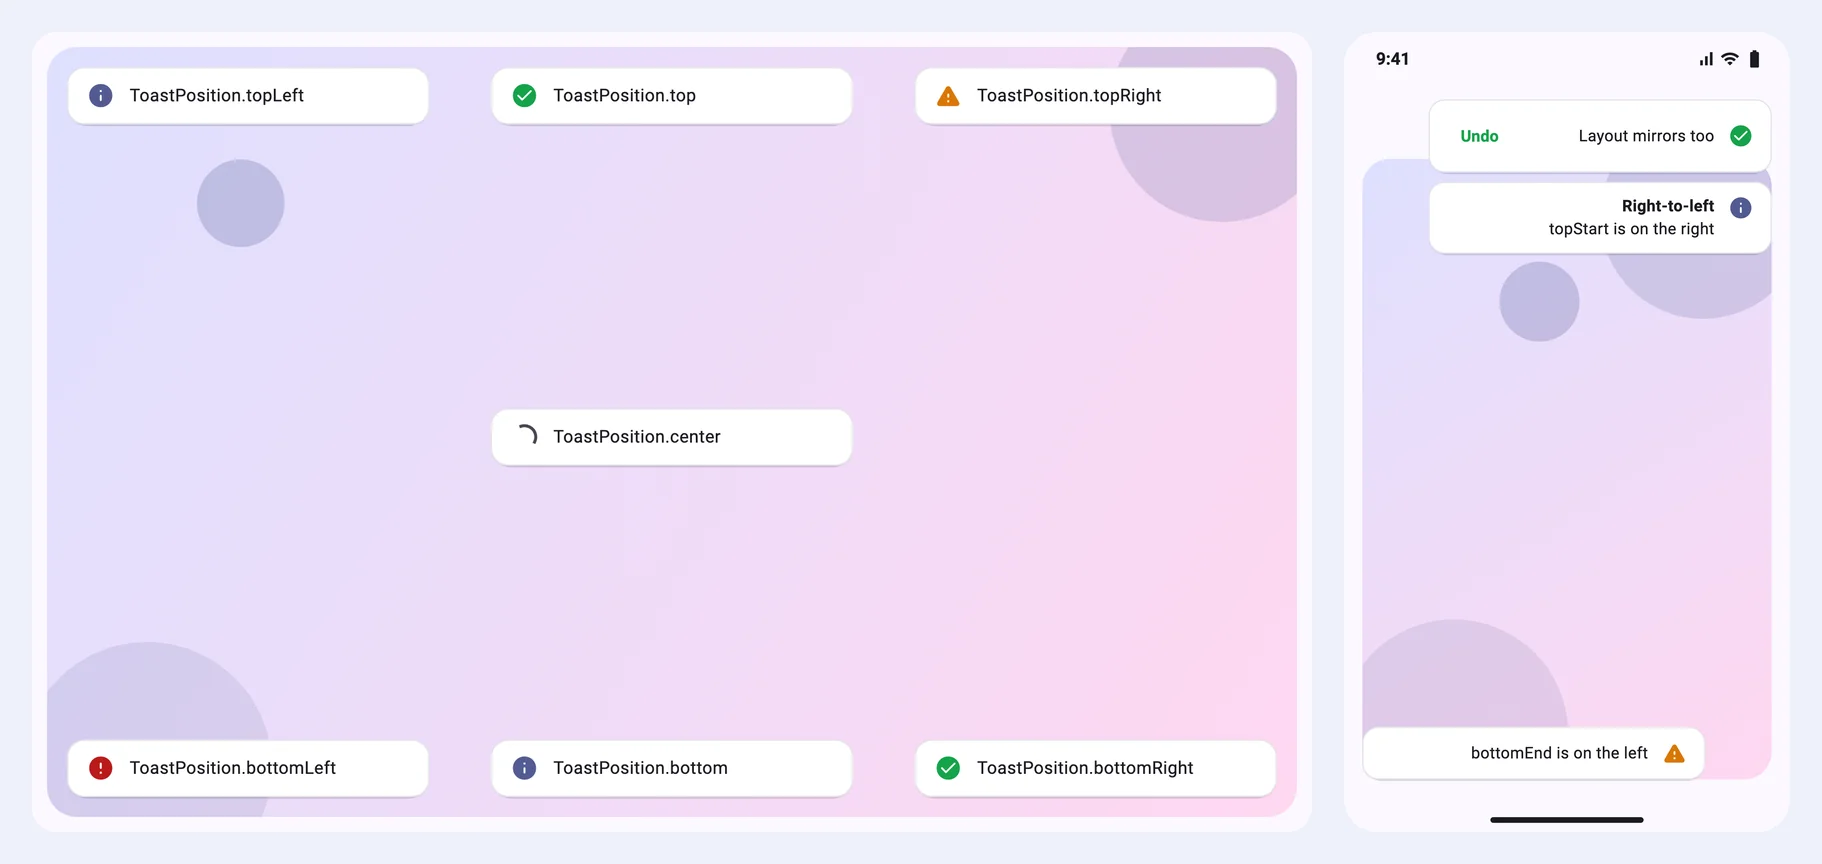 ToastPosition.topLeft
ToastPosition.top
ToastPosition.topRight
ToastPosition.center
ToastPosition.bottomLeft
ToastPosition.bottom
ToastPosition.bottomRight
9:41
Undo
Layout mirrors too
Right-to-left
topStart is on the right
bottomEnd is on the left